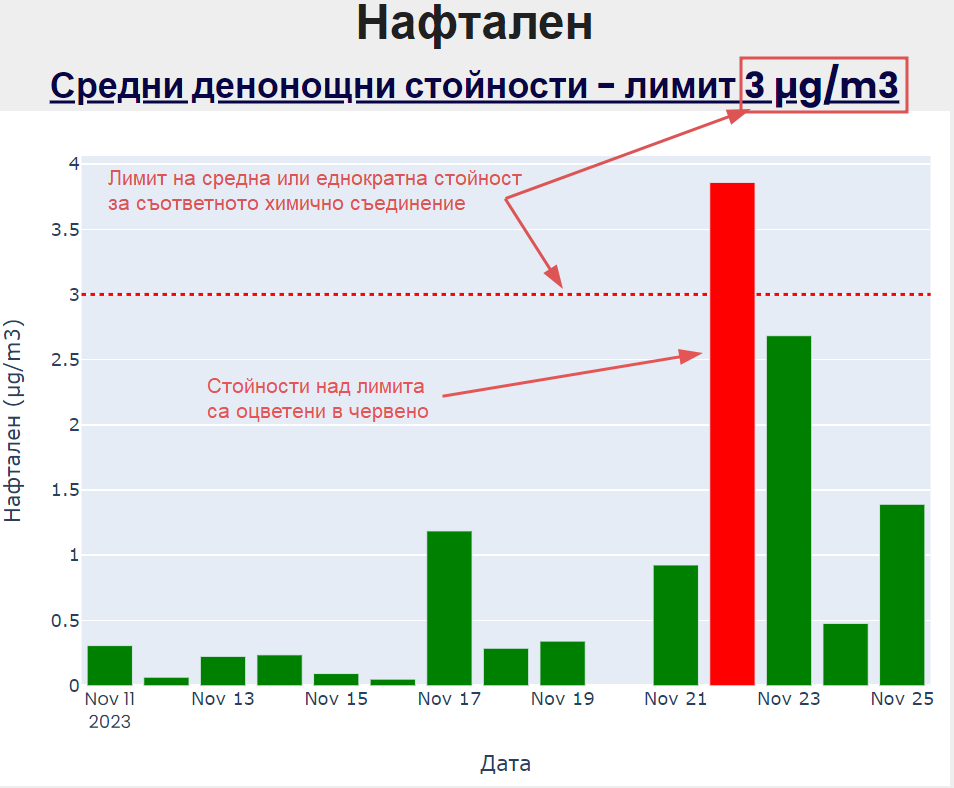 Нафтален
Средни денонощни стойности – лимит 3 μg/m3
4
Лимит на средна или еднократна стойност
за съответното химично съединение
3.5
3
2.5
Стойности над лимита
са оцветени в червено
2
1.5
1
0.5
0
Нафтален (μg/m3)
Nov 11 Nov 13 Nov 15 Nov 17 Nov 19 Nov 21 Nov 23 Nov 25
2023
Дата